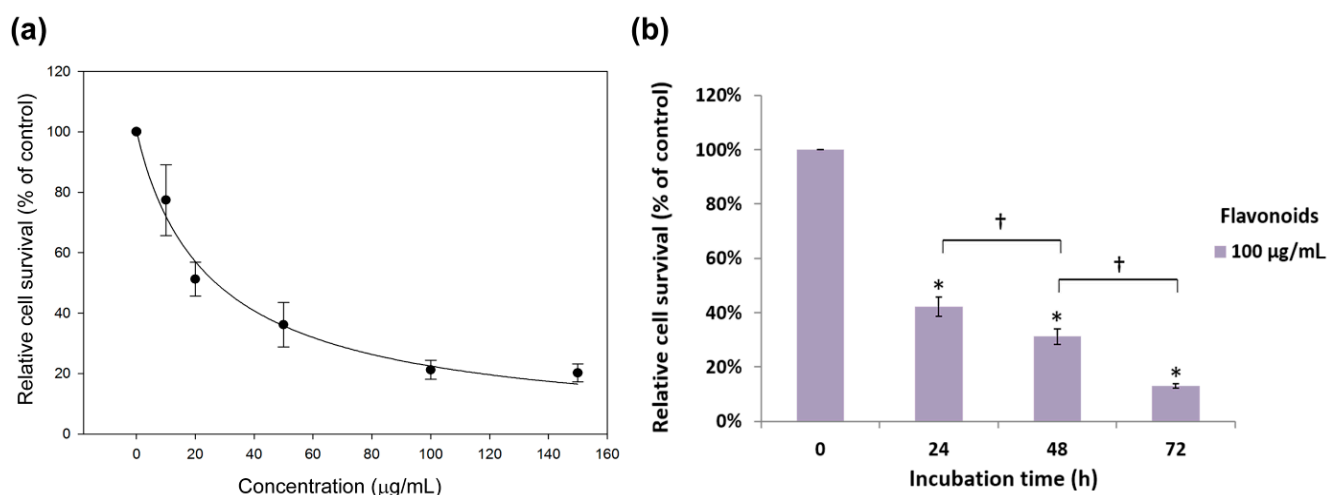 (a)
Relative cell survival (% of control)
120
100
80
60
40
20
0
0 20 40 60 80 100 120 140 160
Concentration (μg/mL)
(b)
Relative cell survival (% of control)
120%
100%
80%
60%
40%
20%
0%
†
†
*
*
*
0 24 48 72
Incubation time (h)
Flavonoids
100 μg/mL